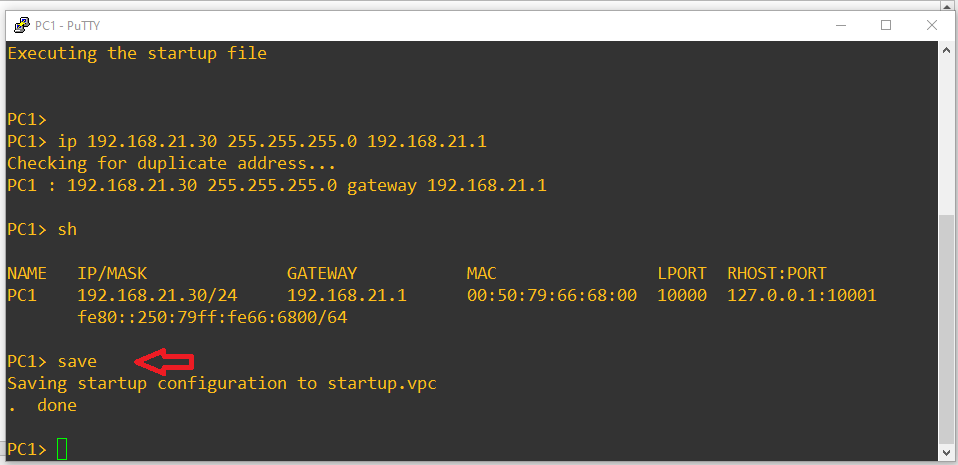 PC1 - PuTTY
Executing the startup file
PC1>
PC1> ip 192.168.21.30 255.255.255.0 192.168.21.1
Checking for duplicate address...
PC1 : 192.168.21.30 255.255.255.0 gateway 192.168.21.1
PC1> sh
NAME   IP/MASK              GATEWAY           MAC                LPORT  RHOST:PORT
PC1    192.168.21.30/24     192.168.21.1      00:50:79:66:68:00  10000  127.0.0.1:10001
       fe80::250:79ff:fe66:6800/64
PC1> save
Saving startup configuration to startup.vpc
.  done
PC1>